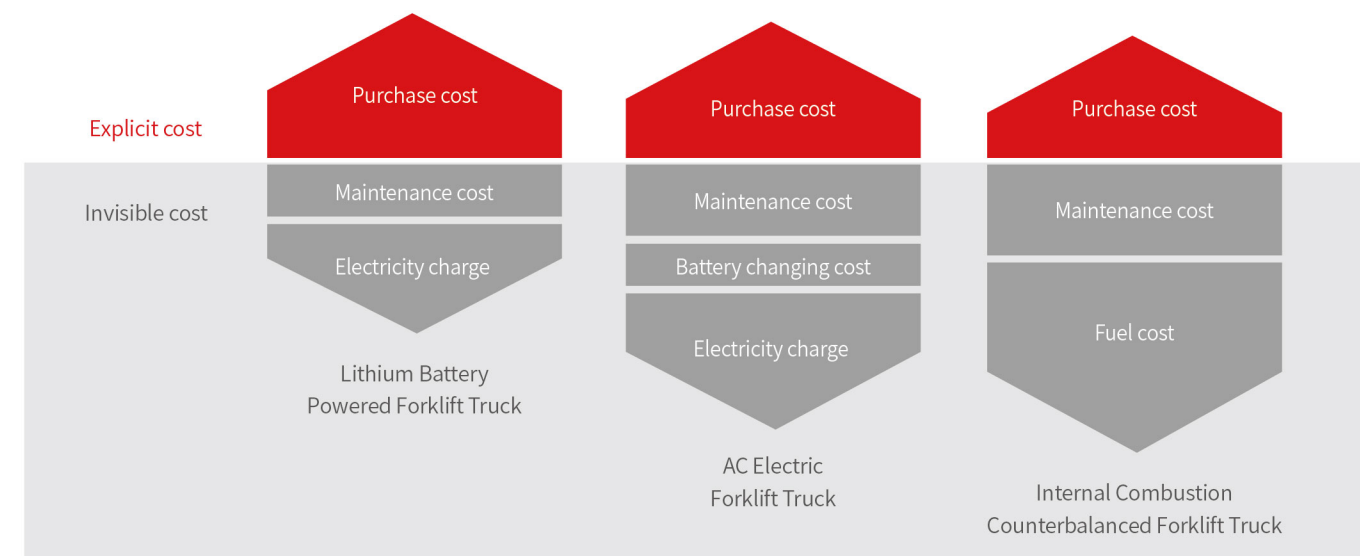 Explicit cost
Invisible cost
Purchase cost
Maintenance cost
Electricity charge
Lithium Battery
Powered Forklift Truck
Purchase cost
Maintenance cost
Battery changing cost
Electricity charge
AC Electric
Forklift Truck
Purchase cost
Maintenance cost
Fuel cost
Internal Combustion
Counterbalanced Forklift Truck